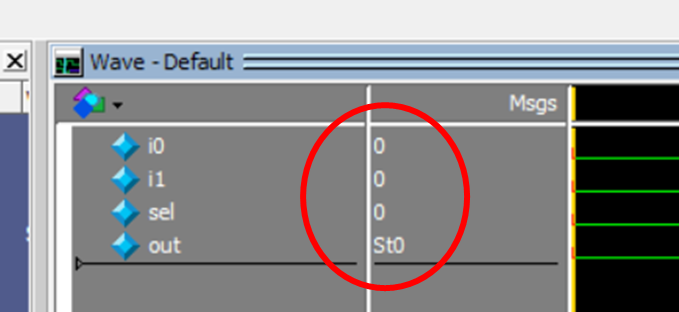 Wave - Default
Msgs
i0 0
i1 0
sel 0
out St0